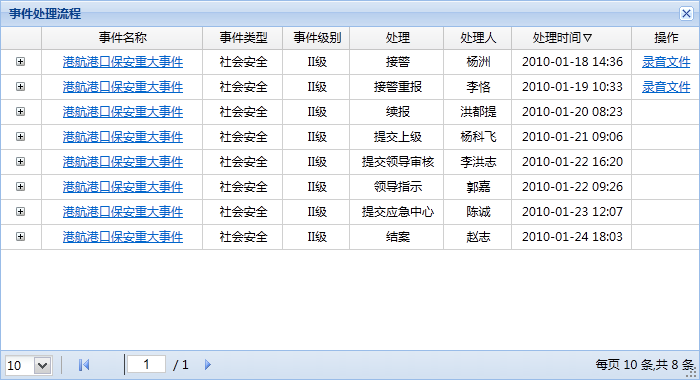 事件处理流程
事件名称 事件类型 事件级别 处理 处理人 处理时间▽ 操作
港航港口保安重大事件 社会安全 II级 接警 杨洲 2010-01-18 14:36 录音文件
港航港口保安重大事件 社会安全 II级 接警重报 李恪 2010-01-19 10:33 录音文件
港航港口保安重大事件 社会安全 II级 续报 洪都提 2010-01-20 08:23
港航港口保安重大事件 社会安全 II级 提交上级 杨科飞 2010-01-21 09:06
港航港口保安重大事件 社会安全 II级 提交领导审核 李洪志 2010-01-22 16:20
港航港口保安重大事件 社会安全 II级 领导指示 郭嘉 2010-01-22 09:26
港航港口保安重大事件 社会安全 II级 提交应急中心 陈诚 2010-01-23 12:07
港航港口保安重大事件 社会安全 II级 结案 赵志 2010-01-24 18:03
10 1 / 1 每页 10 条,共 8 条